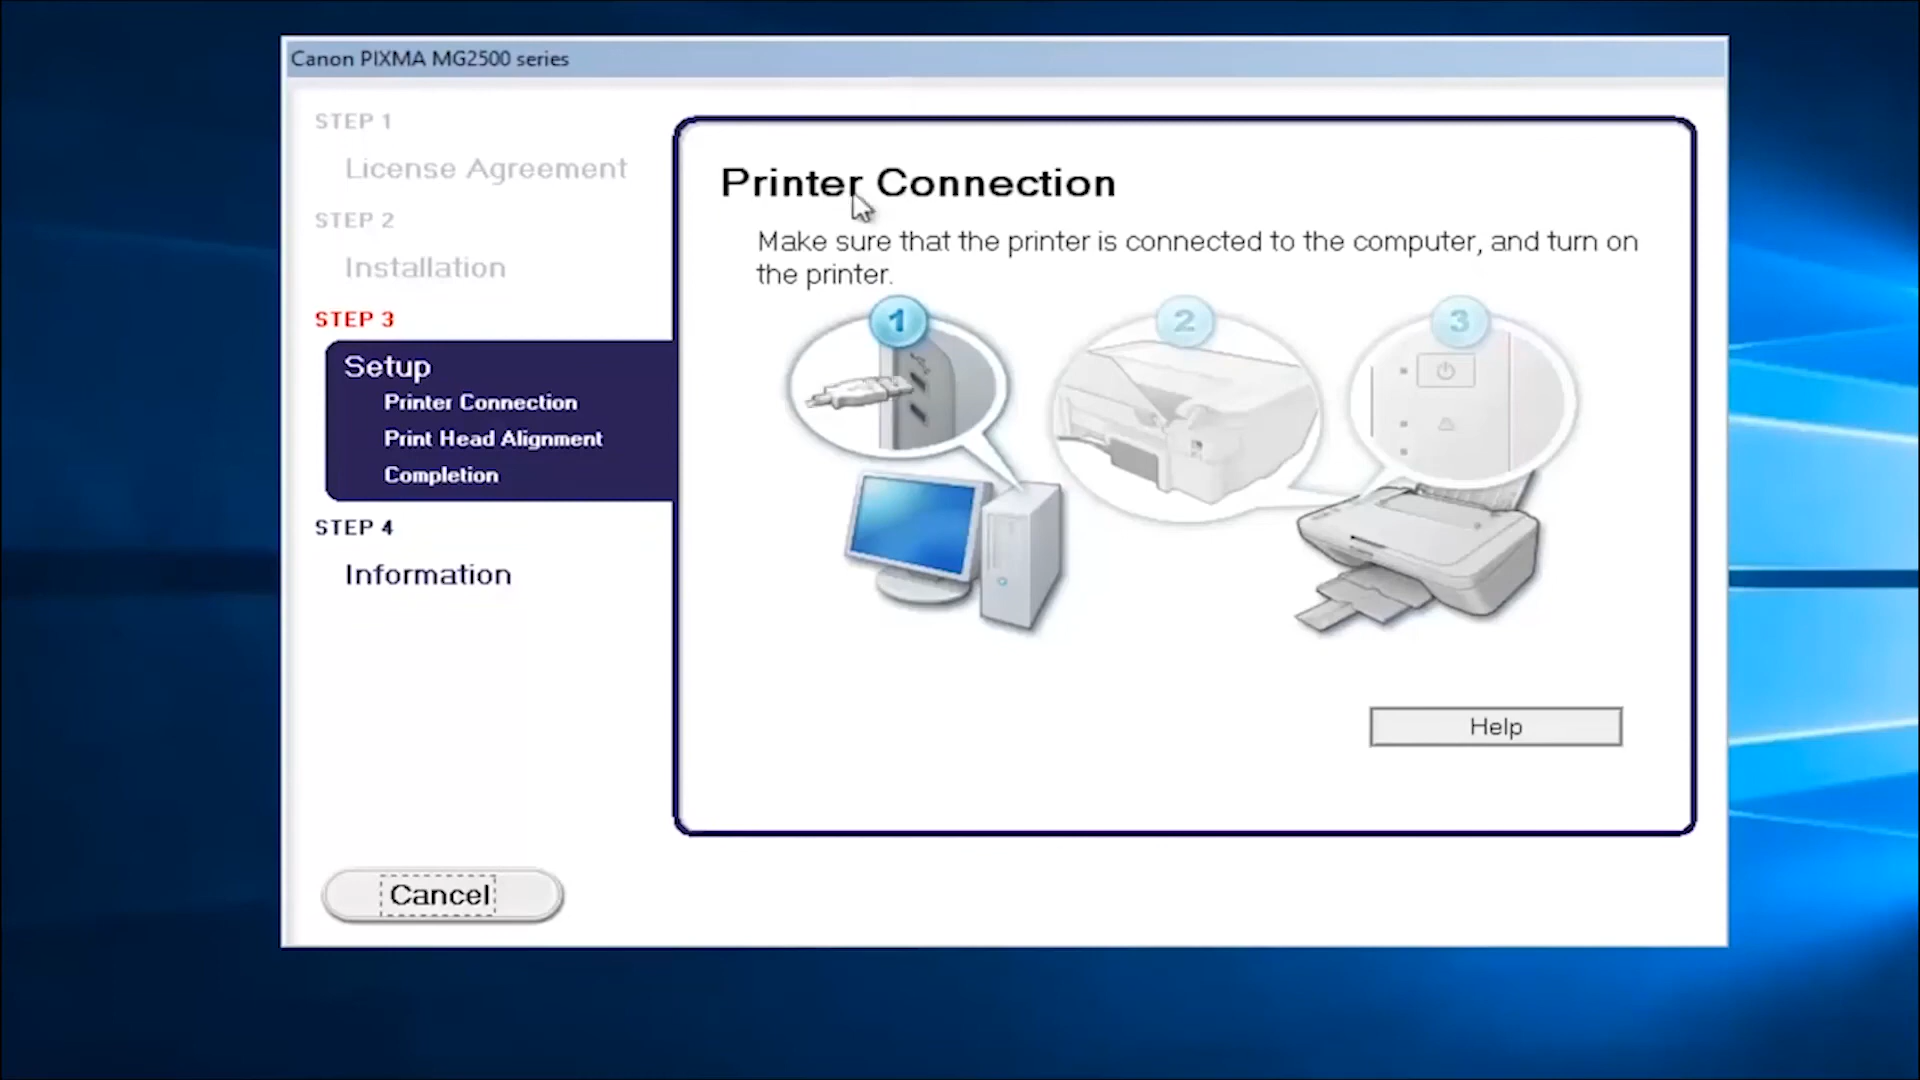 Canon PIXMA MG2500 series
STEP 1
License Agreement
STEP 2
Installation
STEP 3
Setup
Printer Connection
Print Head Alignment
Completion
STEP 4
Information
Cancel
Printer Connection
Make sure that the printer is connected to the computer, and turn on
the printer.
1
2
3
Help